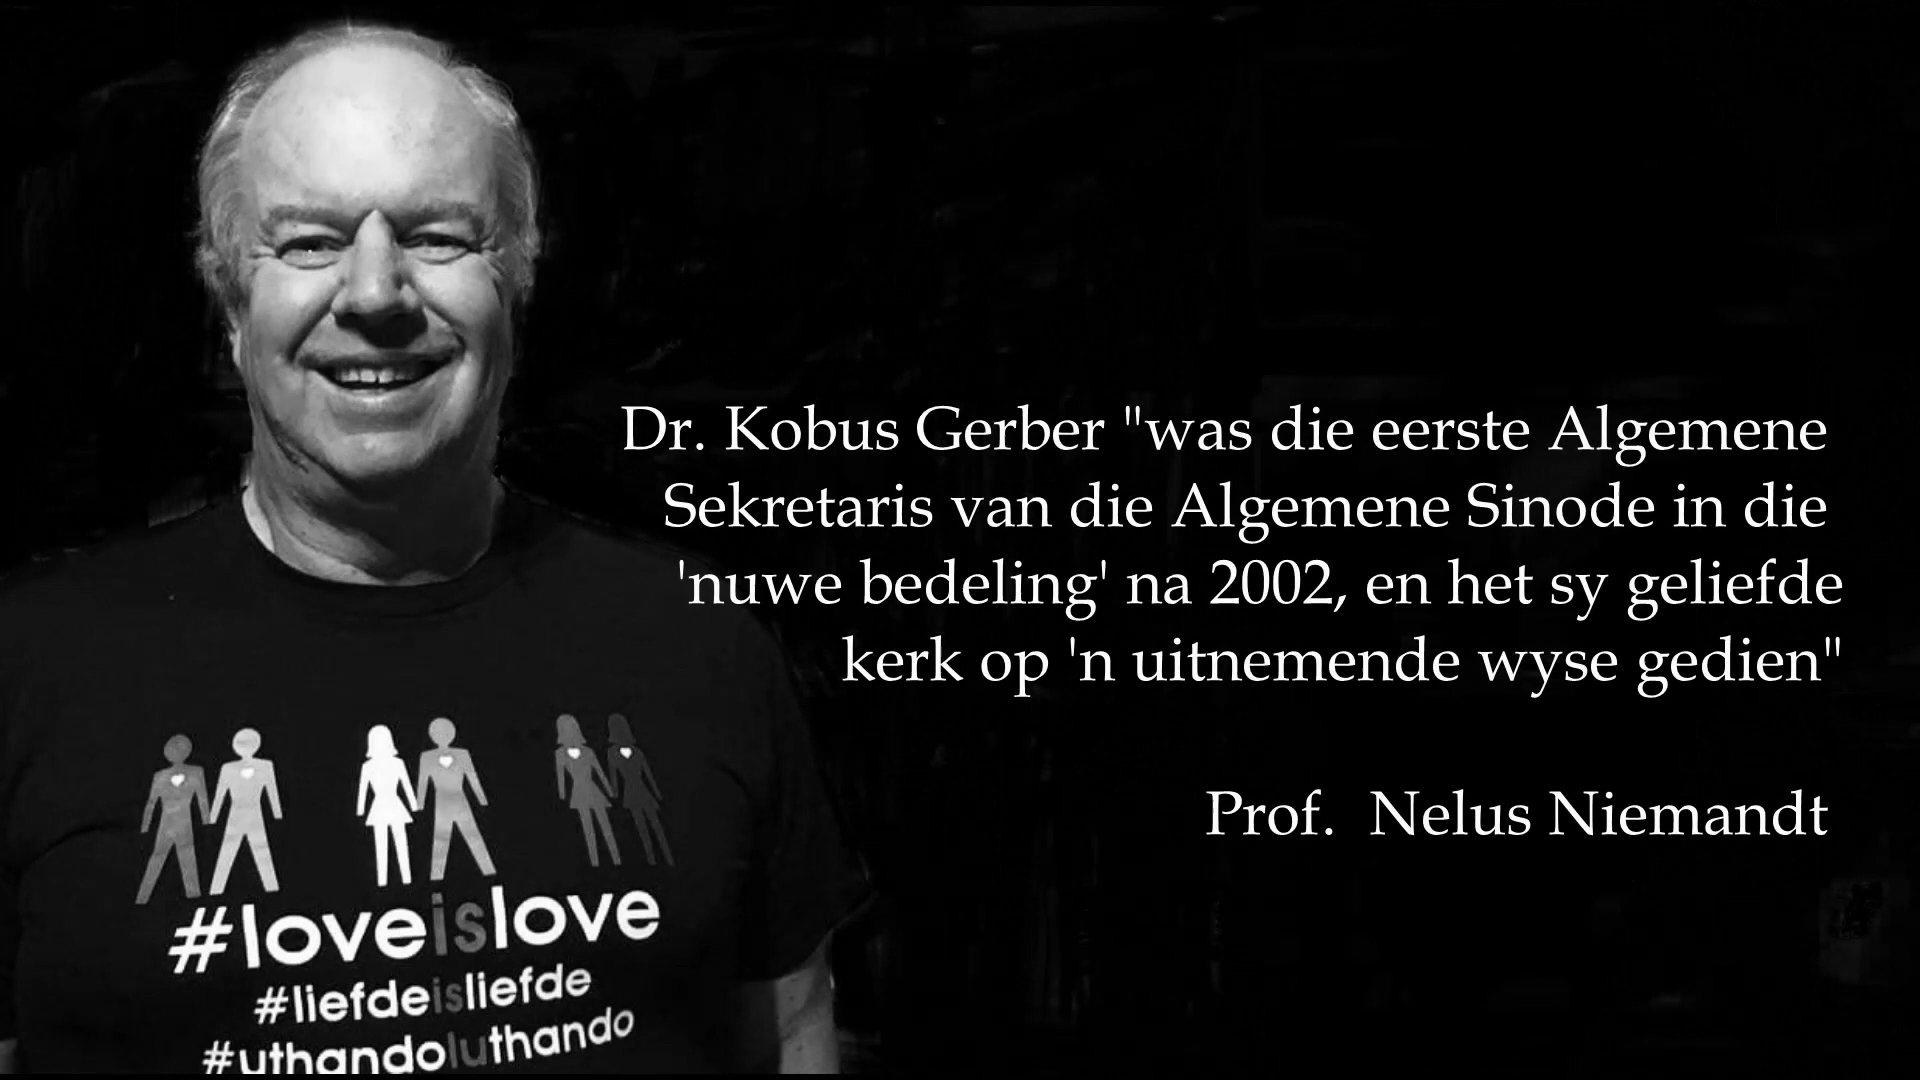 Dr. Kobus Gerber "was die eerste Algemene
Sekretaris van die Algemene Sinode in die
'nuwe bedeling' na 2002, en het sy geliefde
kerk op 'n uitnemende wyse gedien"
Prof. Nelus Niemandt
#loveislove
#liefdeisliefde
#uthandoluthando